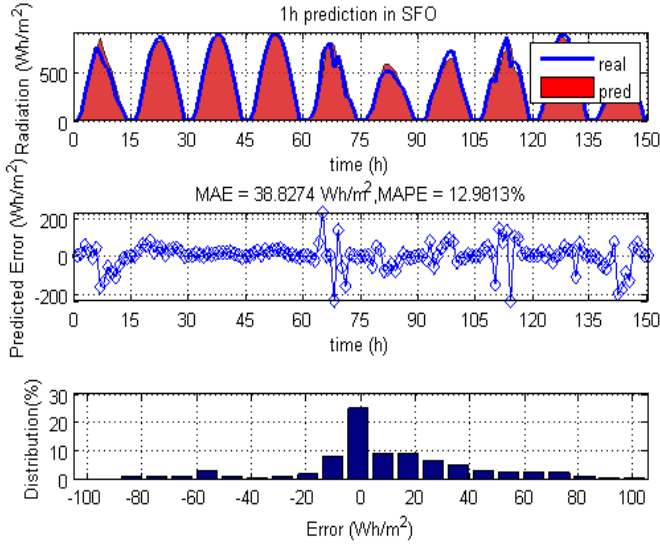 1h prediction in SFO
Radiation (Wh/m²)
500
0
0 15 30 45 60 75 90 105 120 135 150
time (h)
real
pred
MAE = 38.8274 Wh/m²,MAPE = 12.9813%
Predicted Error (Wh/m²)
200
0
-200
0 15 30 45 60 75 90 105 120 135 150
time (h)
Distribution(%)
30
20
10
0
-100 -80 -60 -40 -20 0 20 40 60 80 100
Error (Wh/m²)